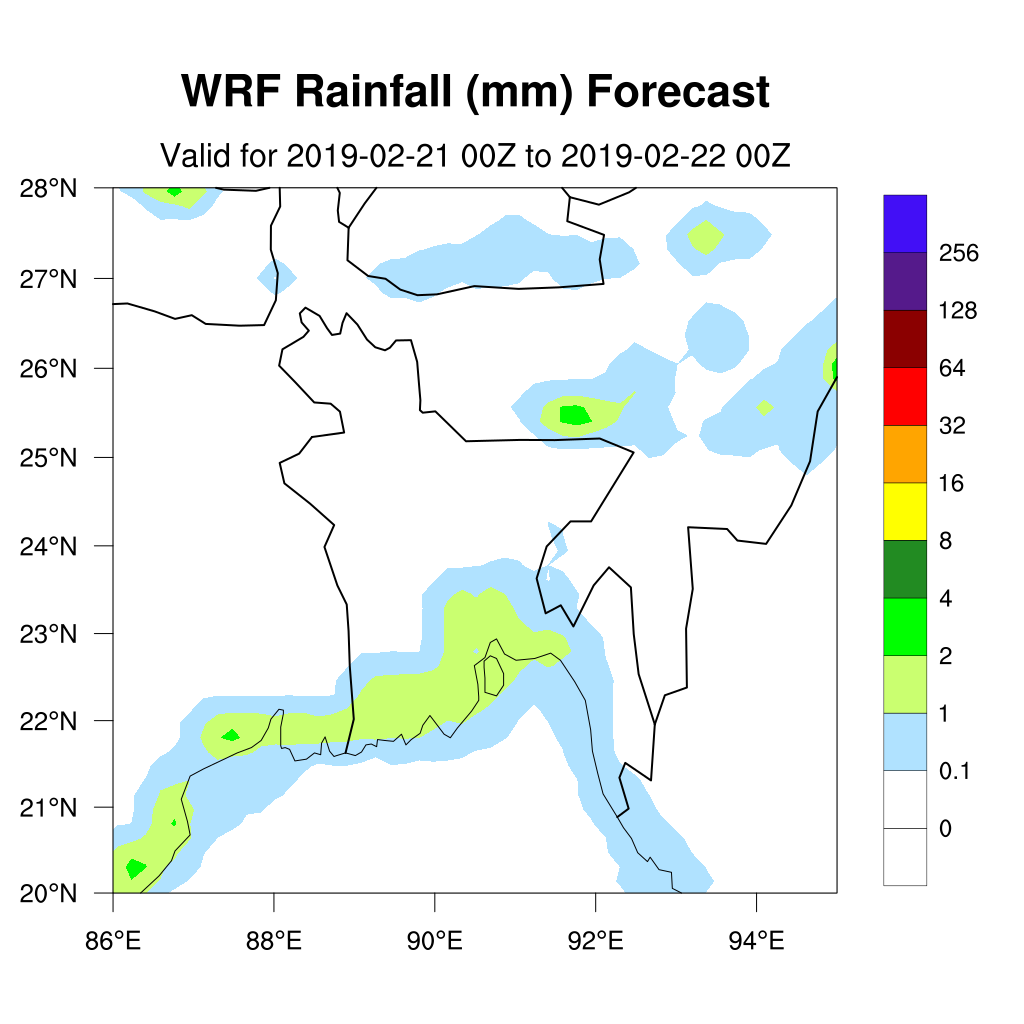 WRF Rainfall (mm) Forecast
Valid for 2019-02-21 00Z to 2019-02-22 00Z
28°N
27°N
26°N
25°N
24°N
23°N
22°N
21°N
20°N
86°E 88°E 90°E 92°E 94°E
256
128
64
32
16
8
4
2
1
0.1
0